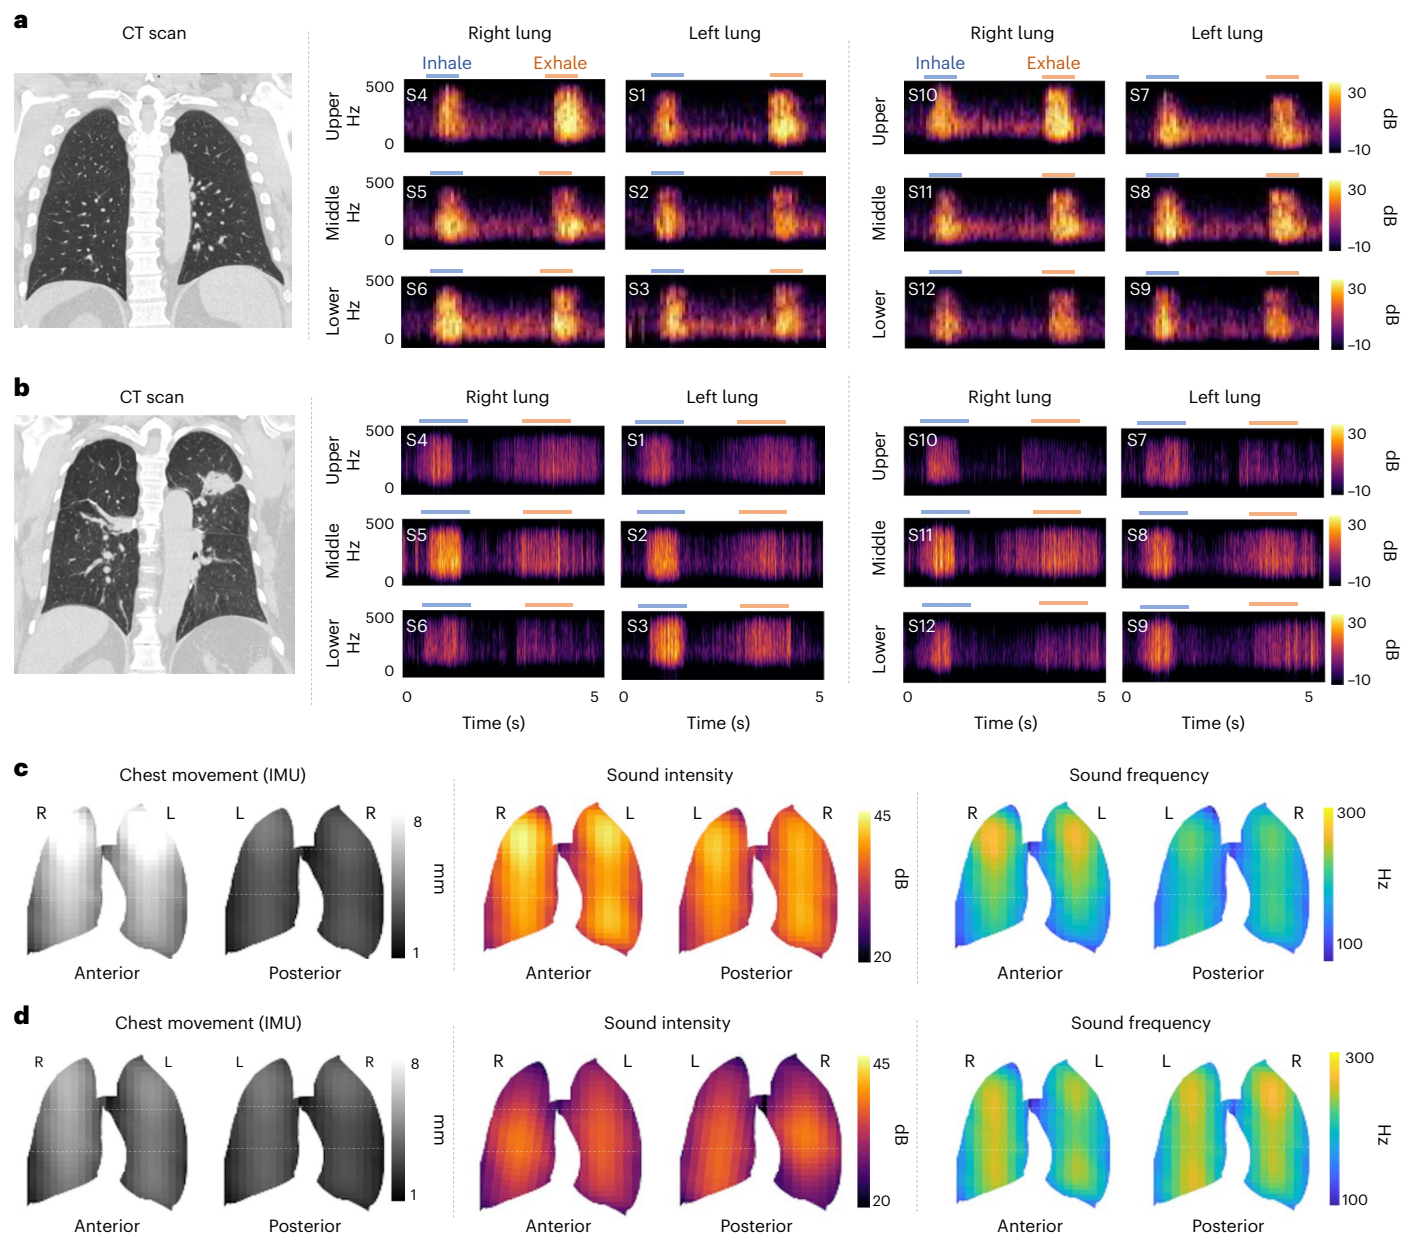 a
CT scan
Right lung
Left lung
Right lung
Left lung
Inhale
Exhale
Inhale
Exhale
Upper
Hz
500
0
S4
S1
Upper
S10
S7
30
–10
dB
Middle
Hz
500
0
S5
S2
Middle
S11
S8
30
–10
dB
Lower
Hz
500
0
S6
S3
Lower
S12
S9
30
–10
dB
b
CT scan
Right lung
Left lung
Right lung
Left lung
Upper
Hz
500
0
S4
S1
Upper
S10
S7
30
–10
dB
Middle
Hz
500
0
S5
S2
Middle
S11
S8
30
–10
dB
Lower
Hz
500
0
S6
S3
Lower
S12
S9
30
–10
dB
0 5
0 5
0 5
0 5
Time (s)
Time (s)
Time (s)
Time (s)
c
Chest movement (IMU)
Sound intensity
Sound frequency
R L
L R
8
1
mm
R L
L R
45
20
dB
R L
L R
300
100
Hz
Anterior
Posterior
Anterior
Posterior
Anterior
Posterior
d
Chest movement (IMU)
Sound intensity
Sound frequency
R L
L R
8
1
mm
R L
L R
45
20
dB
R L
L R
300
100
Hz
Anterior
Posterior
Anterior
Posterior
Anterior
Posterior